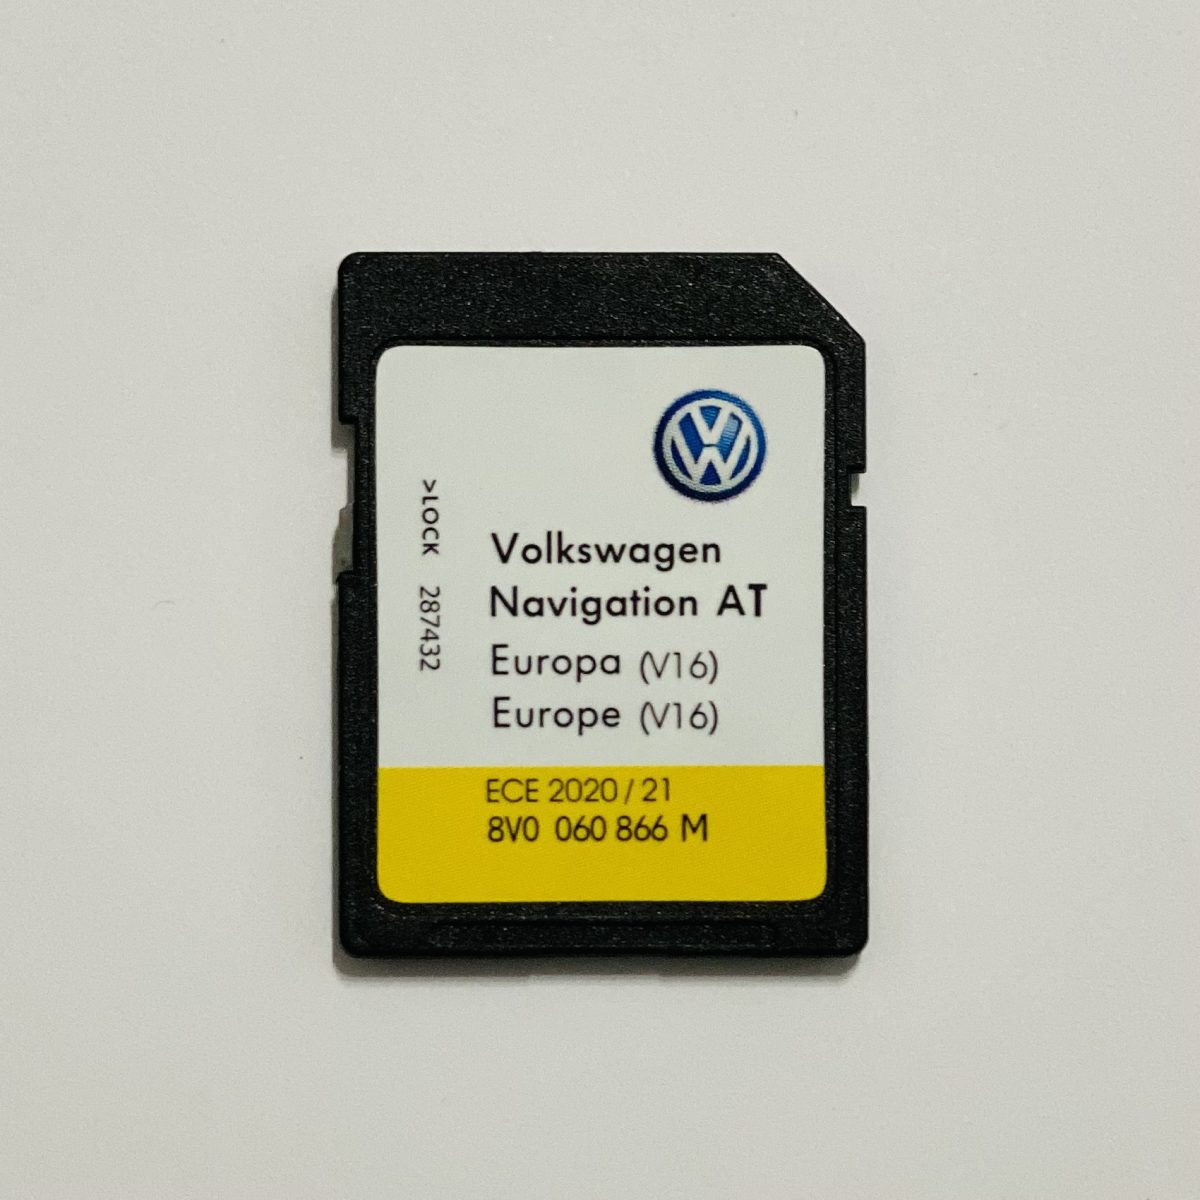 >LOCK 287432
Volkswagen
Navigation AT
Europa (V16)
Europe (V16)
ECE 2020/21
8V0 060 866 M